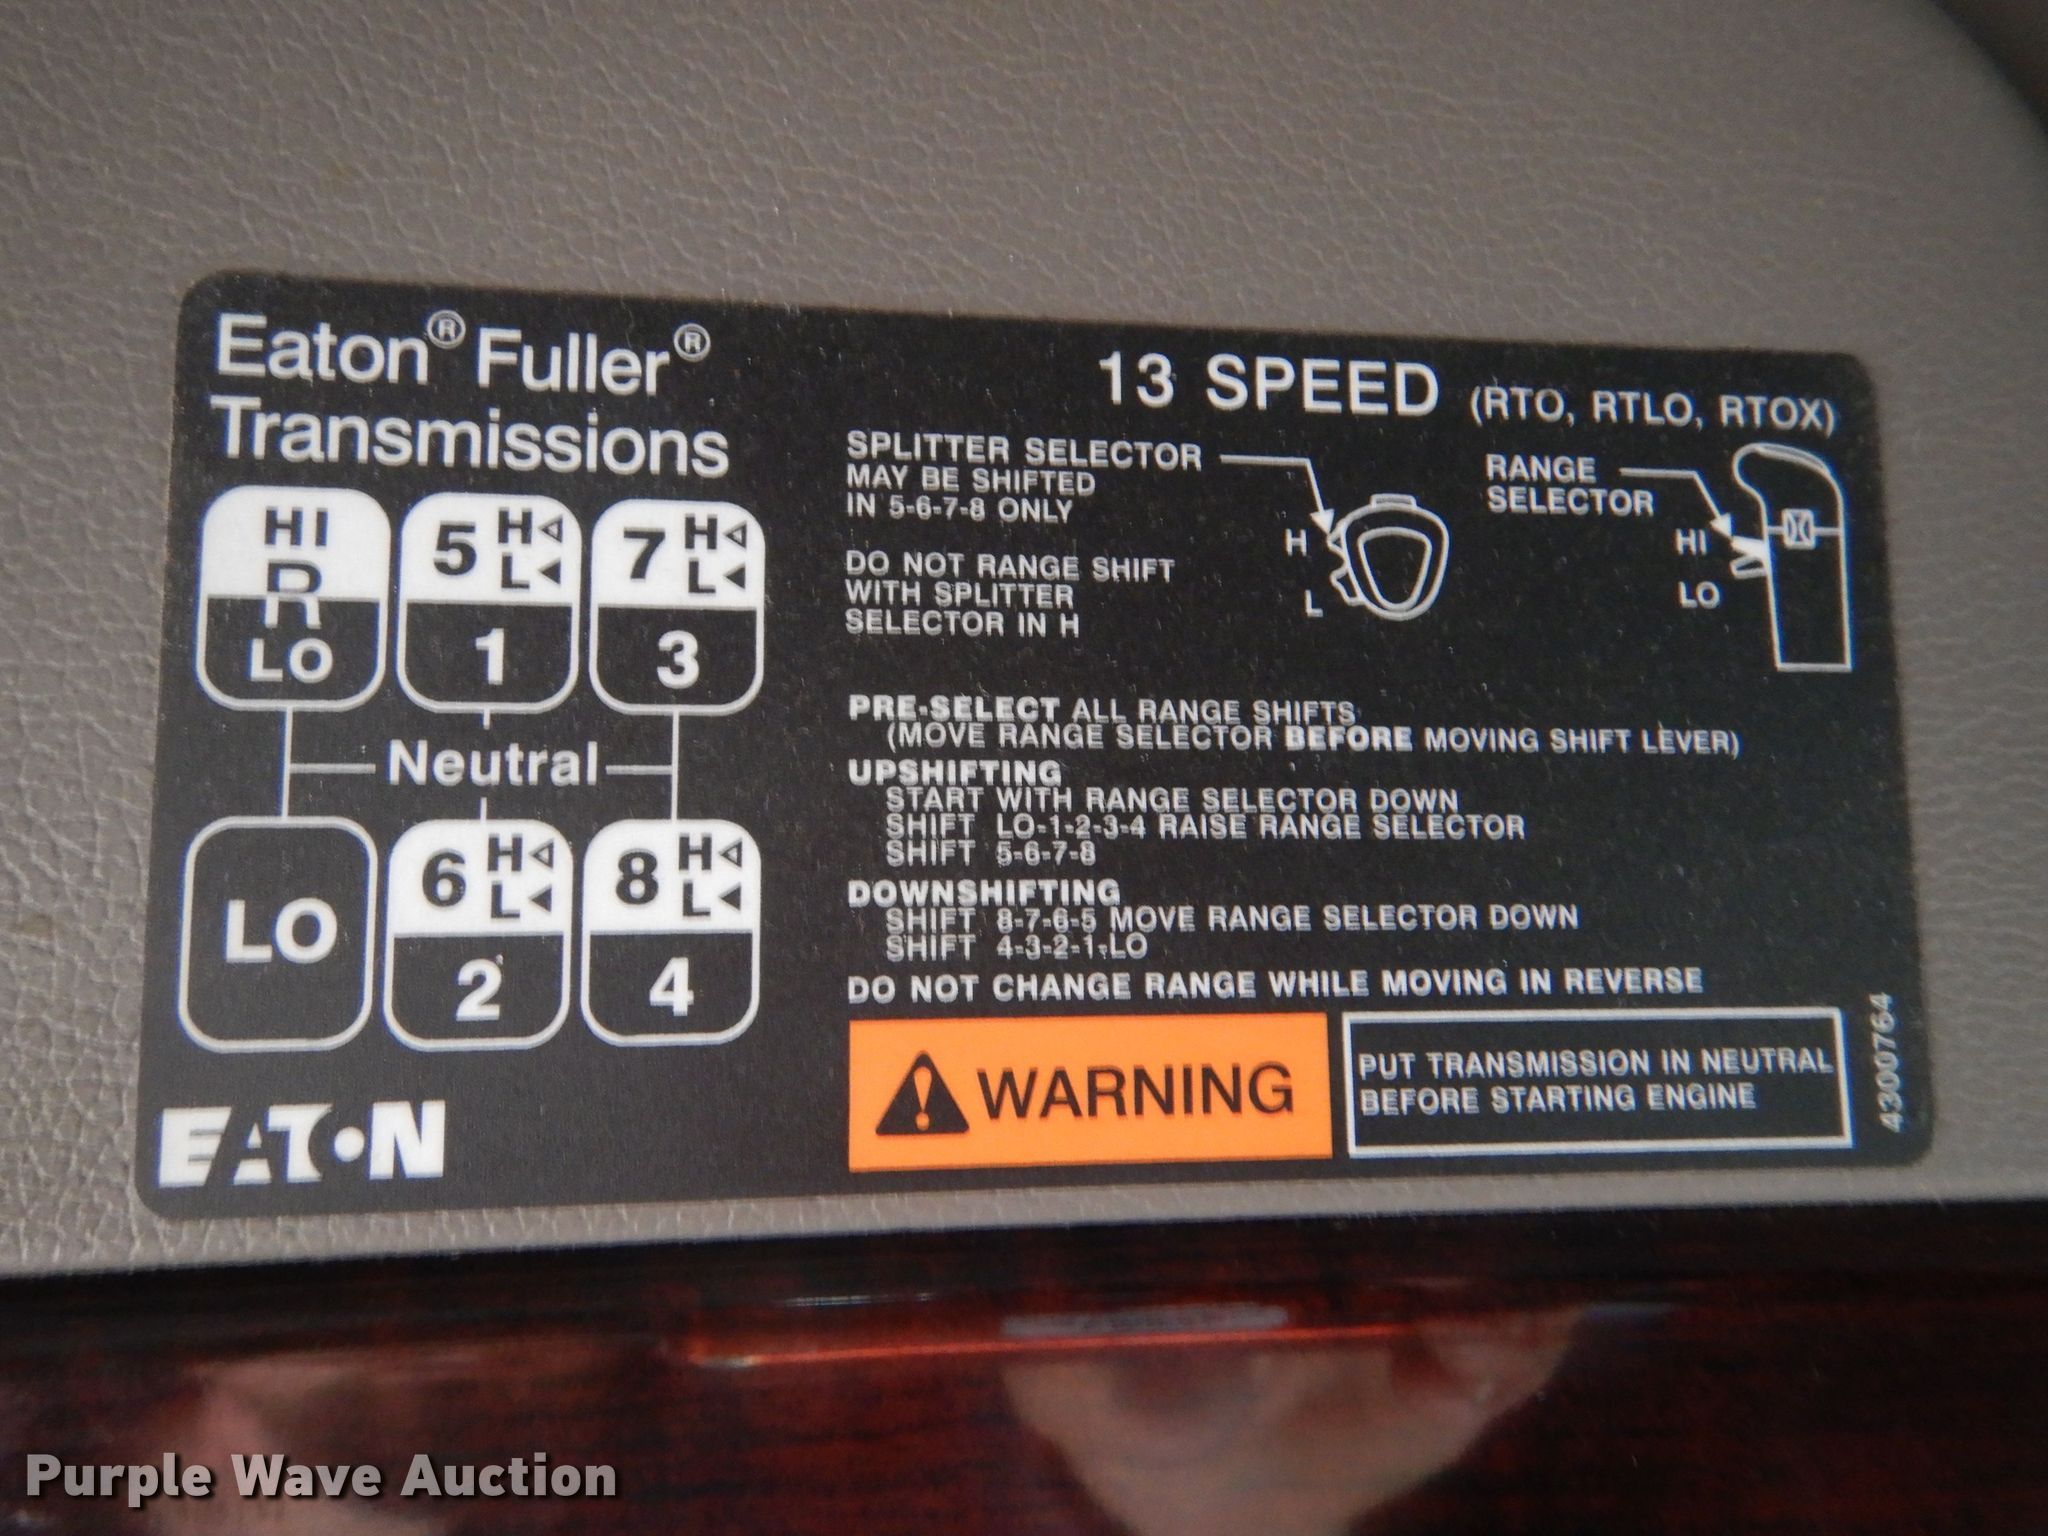 Eaton® Fuller®
Transmissions
HI
R
LO
5 H
L
1
7 H
L
3
Neutral
LO
6 H
L
2
8 H
L
4
EATON
13 SPEED (RTO, RTLO, RTOX)
SPLITTER SELECTOR
MAY BE SHIFTED
IN 5-6-7-8 ONLY
DO NOT RANGE SHIFT
WITH SPLITTER
SELECTOR IN H
H
L
RANGE
SELECTOR
HI
LO
PRE-SELECT ALL RANGE SHIFTS
(MOVE RANGE SELECTOR BEFORE MOVING SHIFT LEVER)
UPSHIFTING
START WITH RANGE SELECTOR DOWN
SHIFT LO-1-2-3-4 RAISE RANGE SELECTOR
SHIFT 5-6-7-8
DOWNSHIFTING
SHIFT 8-7-6-5 MOVE RANGE SELECTOR DOWN
SHIFT 4-3-2-1-LO
DO NOT CHANGE RANGE WHILE MOVING IN REVERSE
WARNING
PUT TRANSMISSION IN NEUTRAL
BEFORE STARTING ENGINE
4300764
Purple Wave Auction